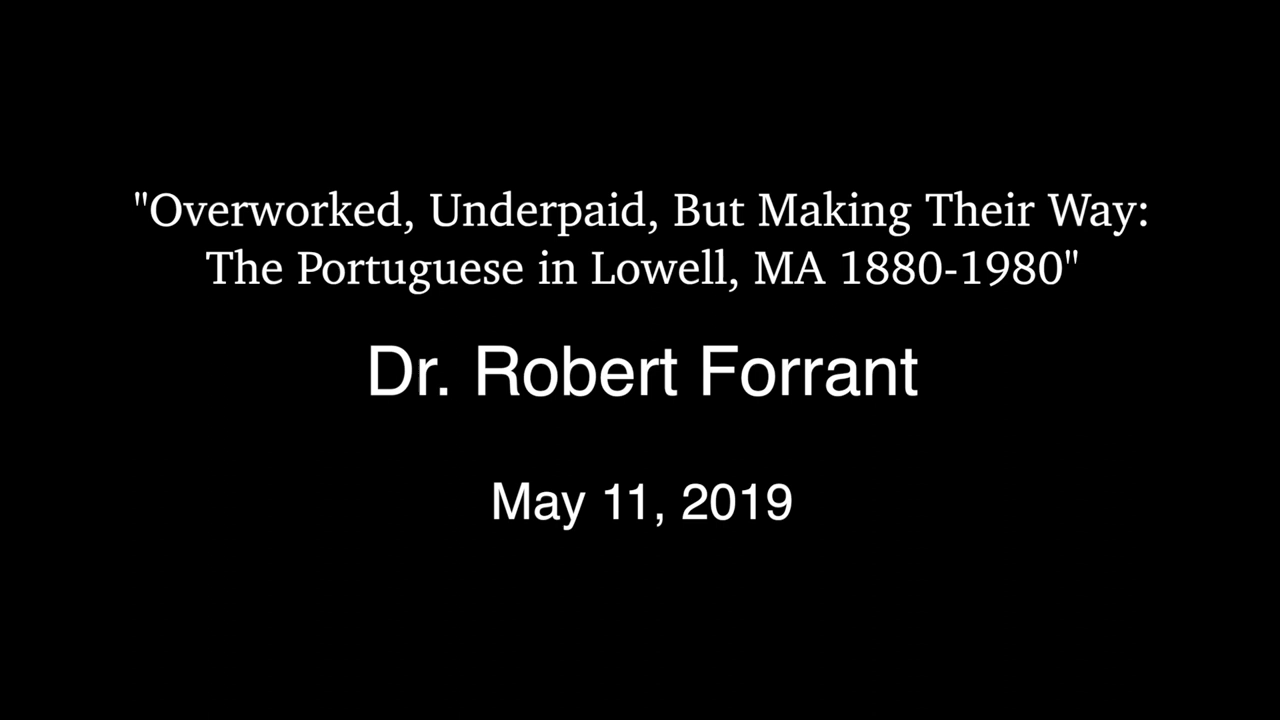 "Overworked, Underpaid, But Making Their Way:
The Portuguese in Lowell, MA 1880-1980"
Dr. Robert Forrant
May 11, 2019